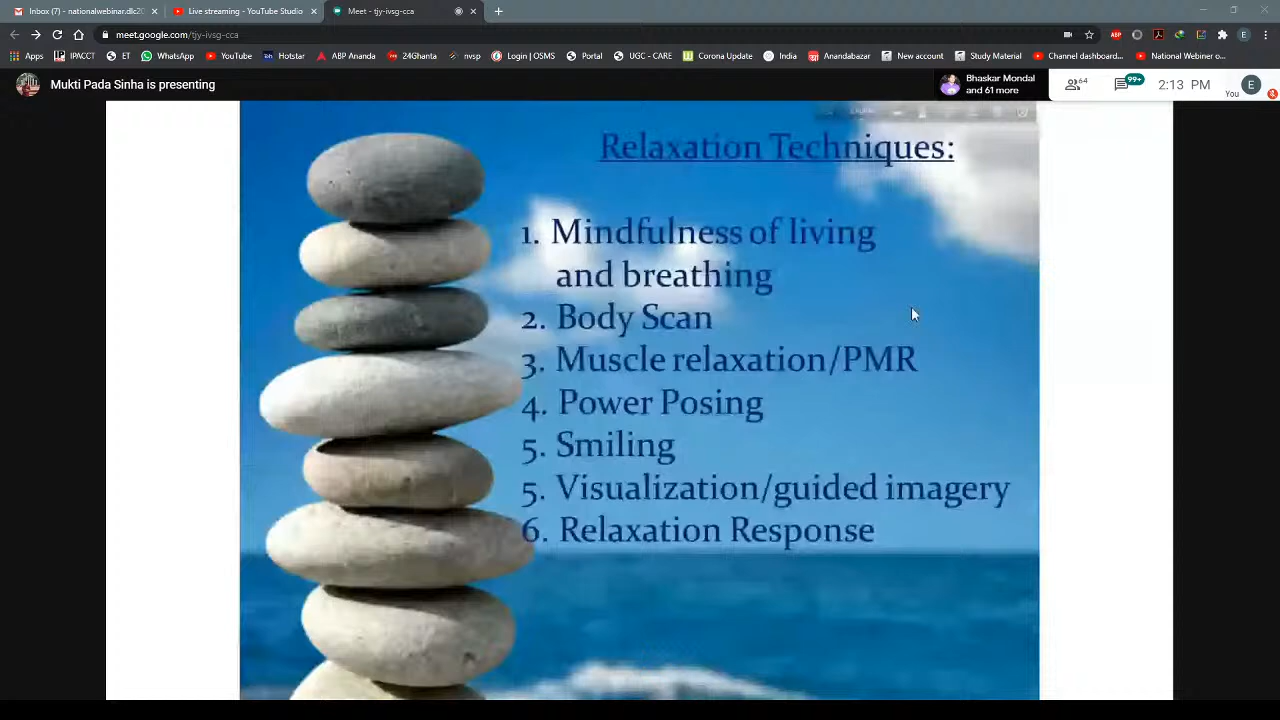 Inbox (7) - nationalwebinar.dlc20
Live streaming - YouTube Studio
Meet - tjy-ivsg-cca
meet.google.com/tjy-ivsg-cca
Apps
IPACCT
ET
WhatsApp
YouTube
Hotstar
ABP Ananda
24Ghanta
nvsp
Login | OSMS
Portal
UGC - CARE
Corona Update
India
Anandabazar
New account
Study Material
Channel dashboard...
National Webinar o...
Mukti Pada Sinha is presenting
Bhaskar Mondal
and 61 more
64
99+
2:13 PM
You
E
Relaxation Techniques:
1. Mindfulness of living
and breathing
2. Body Scan
3. Muscle relaxation/PMR
4. Power Posing
5. Smiling
5. Visualization/guided imagery
6. Relaxation Response